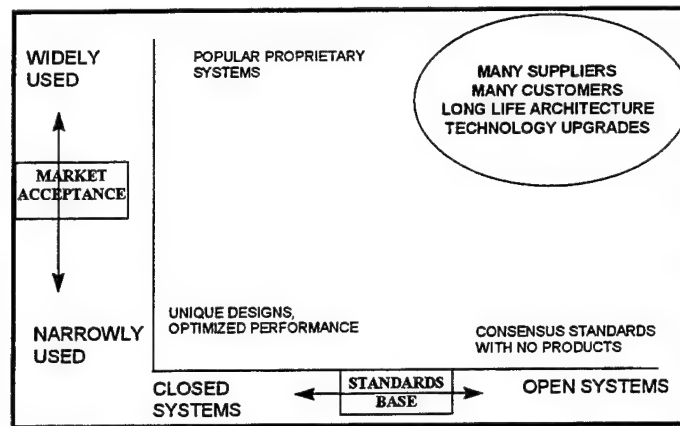 WIDELY
USED
POPULAR PROPRIETARY
SYSTEMS
MANY SUPPLIERS
MANY CUSTOMERS
LONG LIFE ARCHITECTURE
TECHNOLOGY UPGRADES
MARKET
ACCEPTANCE
NARROWLY
USED
UNIQUE DESIGNS,
OPTIMIZED PERFORMANCE
CONSENSUS STANDARDS
WITH NO PRODUCTS
CLOSED
SYSTEMS
STANDARDS
BASE
OPEN SYSTEMS